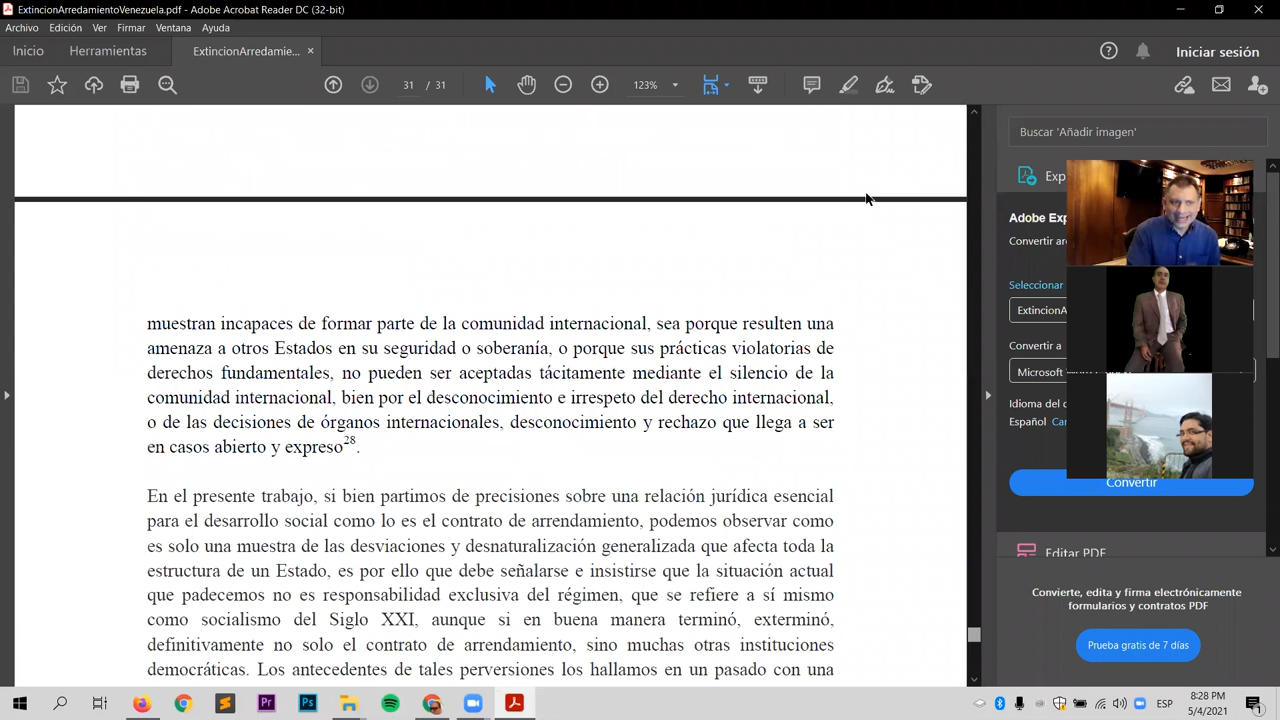 ExtincionArredamientoVenezuela.pdf - Adobe Acrobat Reader DC (32-bit)
Archivo Edición Ver Firmar Ventana Ayuda
Inicio Herramientas ExtincionArredamie... ×
Iniciar sesión
31 / 31 123%
Buscar 'Añadir imagen'
Adobe Exp
Convertir ar
Seleccionar
ExtincionA
Convertir a
Microsoft
Idioma del d
Español Can
Convertir
Editar PDF
Convierte, edita y firma electrónicamente
formularios y contratos PDF
Prueba gratis de 7 días
muestran incapaces de formar parte de la comunidad internacional, sea porque resulten una
amenaza a otros Estados en su seguridad o soberanía, o porque sus prácticas violatorias de
derechos fundamentales, no pueden ser aceptadas tácitamente mediante el silencio de la
comunidad internacional, bien por el desconocimiento e irrespeto del derecho internacional,
o de las decisiones de órganos internacionales, desconocimiento y rechazo que llega a ser
en casos abierto y expreso28.
En el presente trabajo, si bien partimos de precisiones sobre una relación jurídica esencial
para el desarrollo social como lo es el contrato de arrendamiento, podemos observar como
es solo una muestra de las desviaciones y desnaturalización generalizada que afecta toda la
estructura de un Estado, es por ello que debe señalarse e insistirse que la situación actual
que padecemos no es responsabilidad exclusiva del régimen, que se refiere a sí mismo
como socialismo del Siglo XXI, aunque si en buena manera terminó, exterminó,
definitivamente no solo el contrato de arrendamiento, sino muchas otras instituciones
democráticas. Los antecedentes de tales perversiones los hallamos en un pasado con una
ESP
8:28 PM
5/4/2021